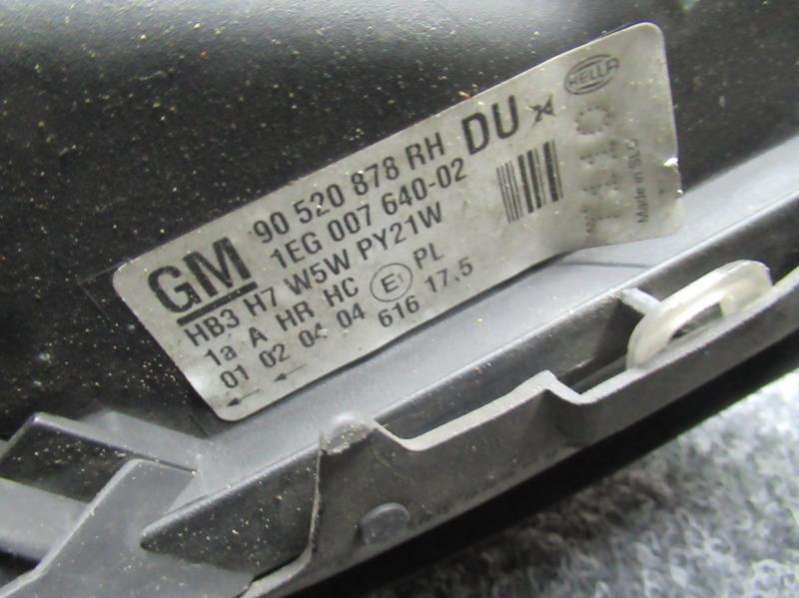 GM
90 520 878 RH DU
1EG 007 640-02
HB3 H7 W5W PY21W
1a A HR HC E1 PL
01 02 04 04 616 17,5
HELLA
Made in SLO